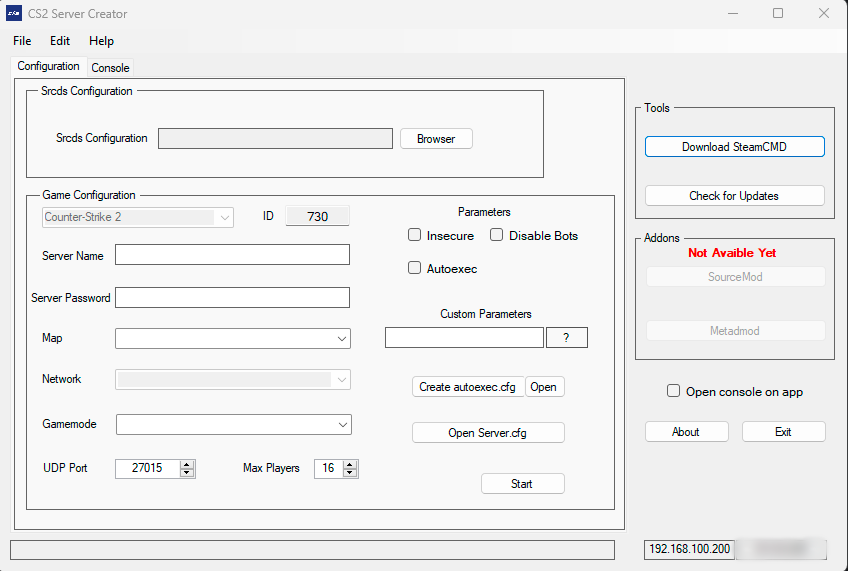 CS2 Server Creator
File Edit Help
Configuration Console
Srcds Configuration
Srcds Configuration Browser
Game Configuration
Counter-Strike 2 ID 730
Parameters
Insecure Disable Bots
Server Name
Autoexec
Server Password
Custom Parameters
Map ?
Network
Create autoexec.cfg Open
Gamemode
Open Server.cfg
UDP Port 27015 Max Players 16
Start
Tools
Download SteamCMD
Check for Updates
Addons
Not Avaible Yet
SourceMod
Metadmod
Open console on app
About Exit
192.168.100.200